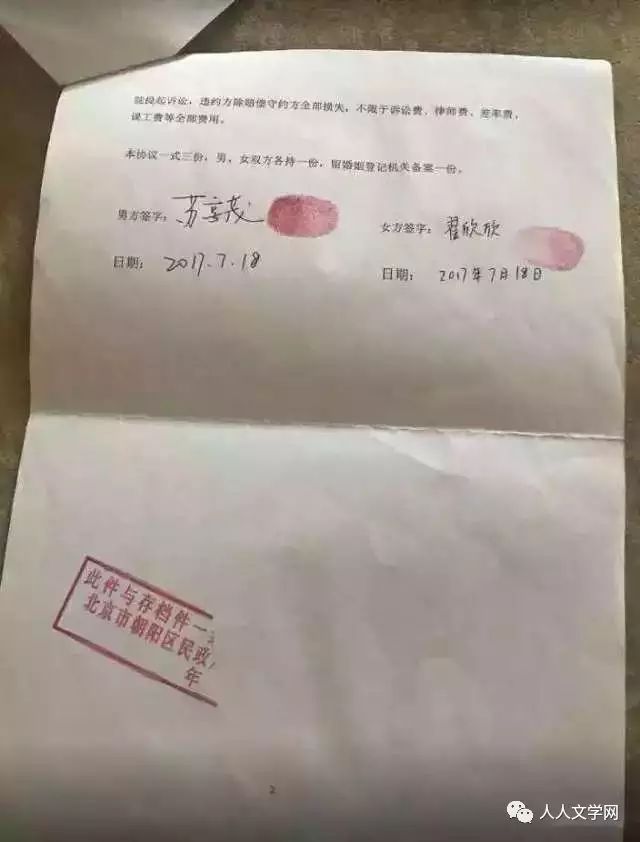 院提起诉讼，违约方除赔偿守约方全部损失，不限于诉讼费、律师费、差率费、
误工费等全部费用。
本协议一式三份，男、女双方各持一份，留婚姻登记机关备案一份。
男方签字：苏享茂
女方签字：翟欣欣
日期：2017.7.18
日期：2017年7月18日
此件与存档件一
北京市朝阳区民政
年
2
人人文学网